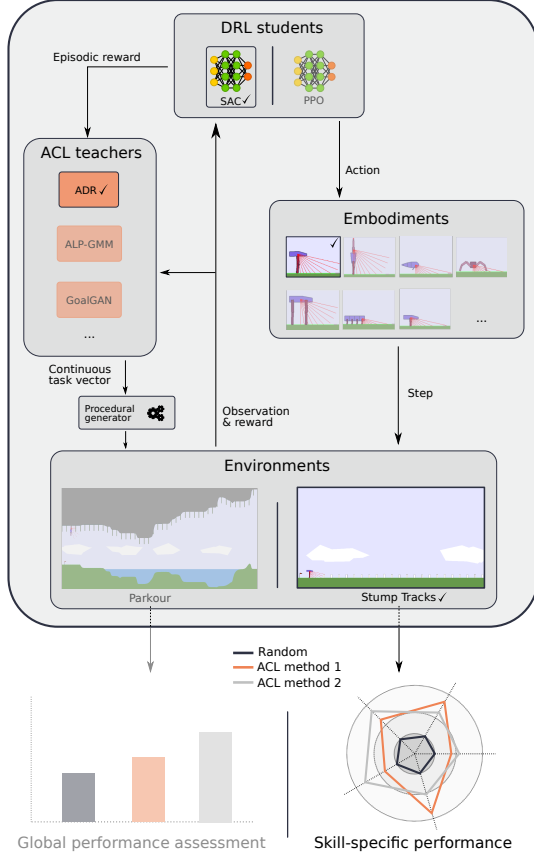 DRL students
Episodic reward
SAC✓
PPO
ACL teachers
ADR ✓
ALP-GMM
GoalGAN
...
Action
Embodiments
✓
...
Continuous
task vector
Procedural
generator
Observation
& reward
Step
Environments
Parkour
Stump Tracks ✓
Random
ACL method 1
ACL method 2
Global performance assessment
Skill-specific performance